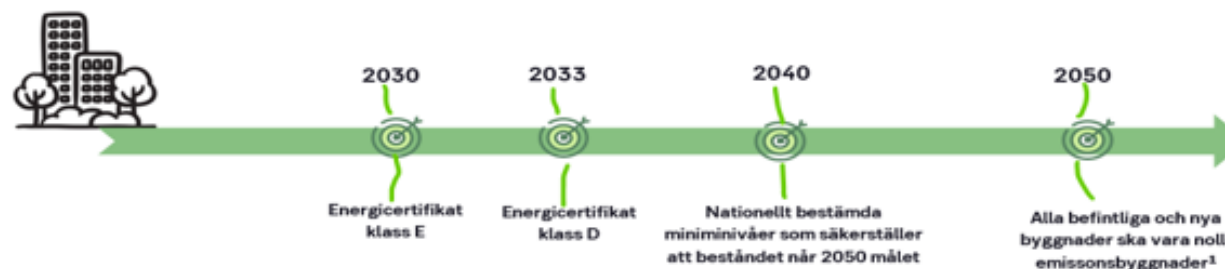 2030
2033
2040
2050
Energicertifikat
klass E
Energicertifikat
klass D
Nationellt bestämda
miniminivåer som säkerställer
att beståndet når 2050 målet
Alla befintliga och nya
byggnader ska vara noll
emissonsbyggnader¹